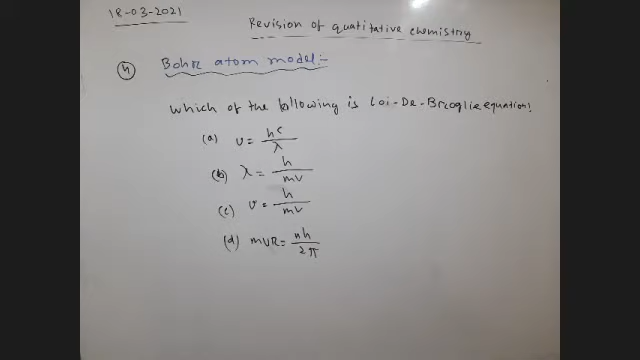 18-03-2021
Revision of quatitative chemistry
(4) Bohr atom model:-
Which of the following is Loi-De-Broglie equation?
(a) υ = hc/λ
(b) λ = h/mv
(c) υ = h/mv
(d) mvR = nh/2π